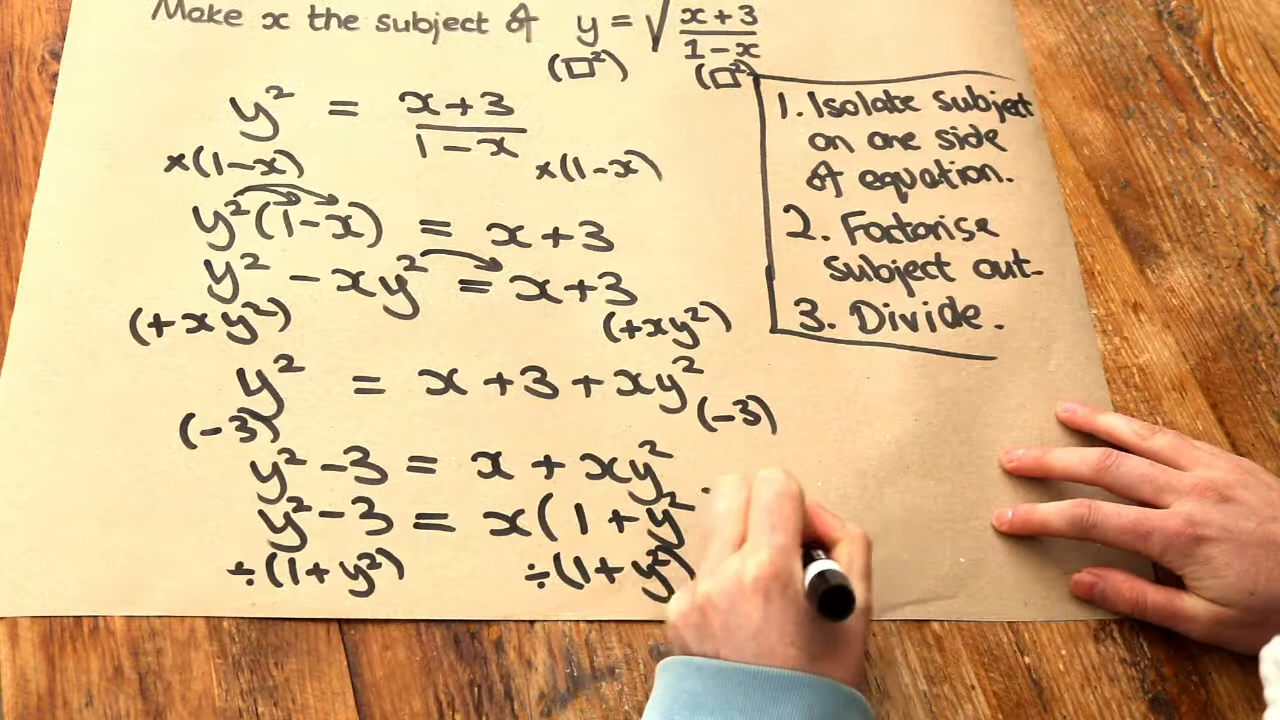 Make x the subject of y = √(x+3)/(1-x)
(□²) (□²)
y² = (x+3)/(1-x)
×(1-x) ×(1-x)
y²(1-x) = x+3
y² - xy² = x+3
(+xy²) (+xy²)
y² = x+3+xy²
(-3) (-3)
y²-3 = x + xy²
y²-3 = x(1+y²
÷(1+y²) ÷(1+y²)
1. Isolate subject
on one side
of equation.
2. Factorise
subject out.
3. Divide.